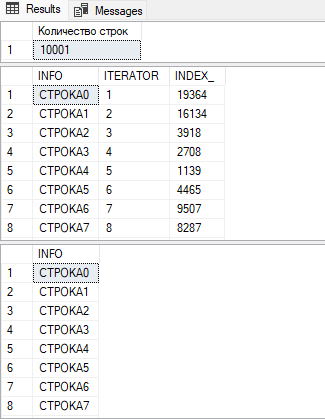 Results Messages
Количество строк
1 10001
INFO ITERATOR INDEX_
1 СТРОКА0 1 19364
2 СТРОКА1 2 16134
3 СТРОКА2 3 3918
4 СТРОКА3 4 2708
5 СТРОКА4 5 1139
6 СТРОКА5 6 4465
7 СТРОКА6 7 9507
8 СТРОКА7 8 8287
INFO
1 СТРОКА0
2 СТРОКА1
3 СТРОКА2
4 СТРОКА3
5 СТРОКА4
6 СТРОКА5
7 СТРОКА6
8 СТРОКА7